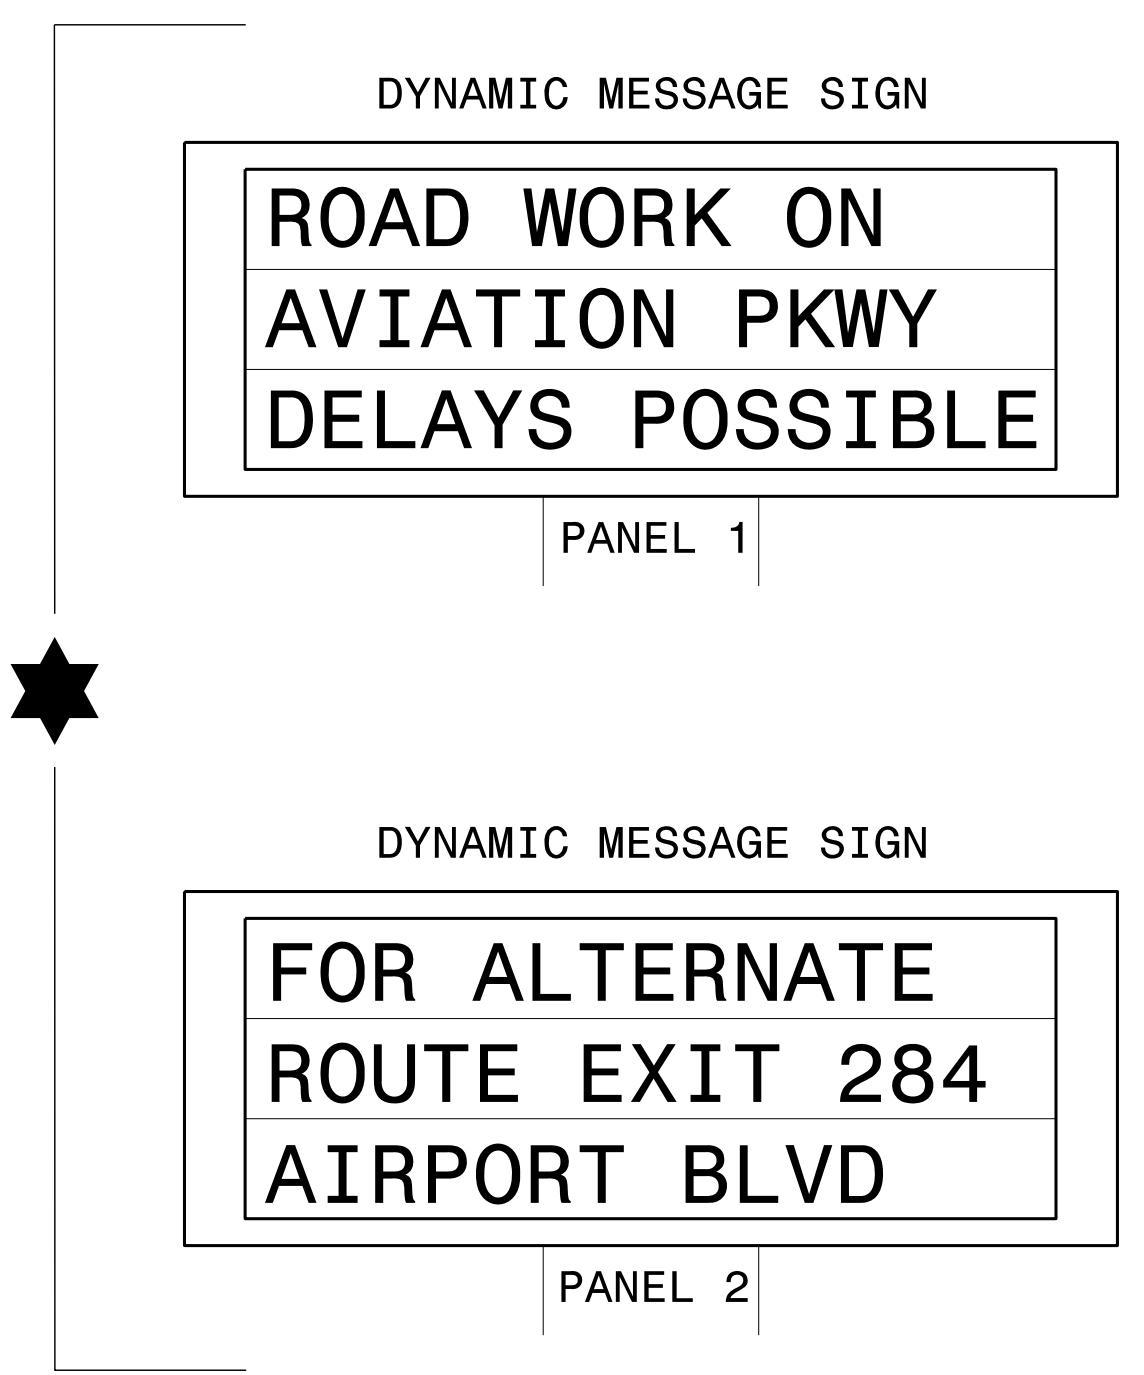 DYNAMIC MESSAGE SIGN
ROAD WORK ON
AVIATION PKWY
DELAYS POSSIBLE
PANEL 1
DYNAMIC MESSAGE SIGN
FOR ALTERNATE
ROUTE EXIT 284
AIRPORT BLVD
PANEL 2